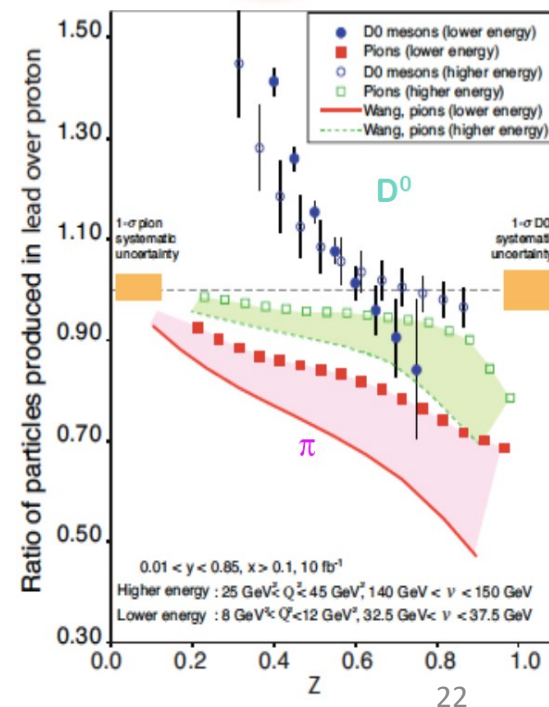 Ratio of particles produced in lead over proton
1.50
1.30
1.10
0.90
0.70
0.50
0.30
D0 mesons (lower energy)
Pions (lower energy)
D0 mesons (higher energy)
Pions (higher energy)
Wang, pions (lower energy)
Wang, pions (higher energy)
D⁰
1-σ pion
systematic
uncertainty
1-σ D0
systematic
uncertainty
π
0.01 < y < 0.85, x > 0.1, 10 fb⁻¹
Higher energy : 25 GeV²< Q²< 45 GeV², 140 GeV < ν < 150 GeV
Lower energy : 8 GeV²< Q²<12 GeV², 32.5 GeV< ν < 37.5 GeV
0.0 0.2 0.4 0.6 0.8 1.0
Z
22